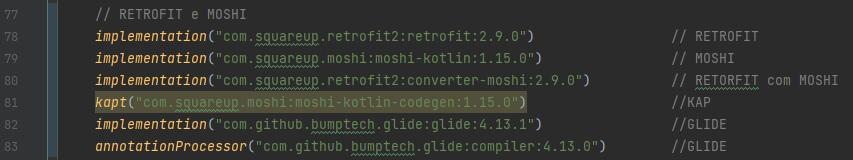 77 // RETROFIT e MOSHI
78 implementation("com.squareup.retrofit2:retrofit:2.9.0") // RETROFIT
79 implementation("com.squareup.moshi:moshi-kotlin:1.15.0") // MOSHI
80 implementation("com.squareup.retrofit2:converter-moshi:2.9.0") // RETORFIT com MOSHI
81 kapt("com.squareup.moshi:moshi-kotlin-codegen:1.15.0") //KAP
82 implementation("com.github.bumptech.glide:glide:4.13.1") //GLIDE
83 annotationProcessor("com.github.bumptech.glide:compiler:4.13.0") //GLIDE